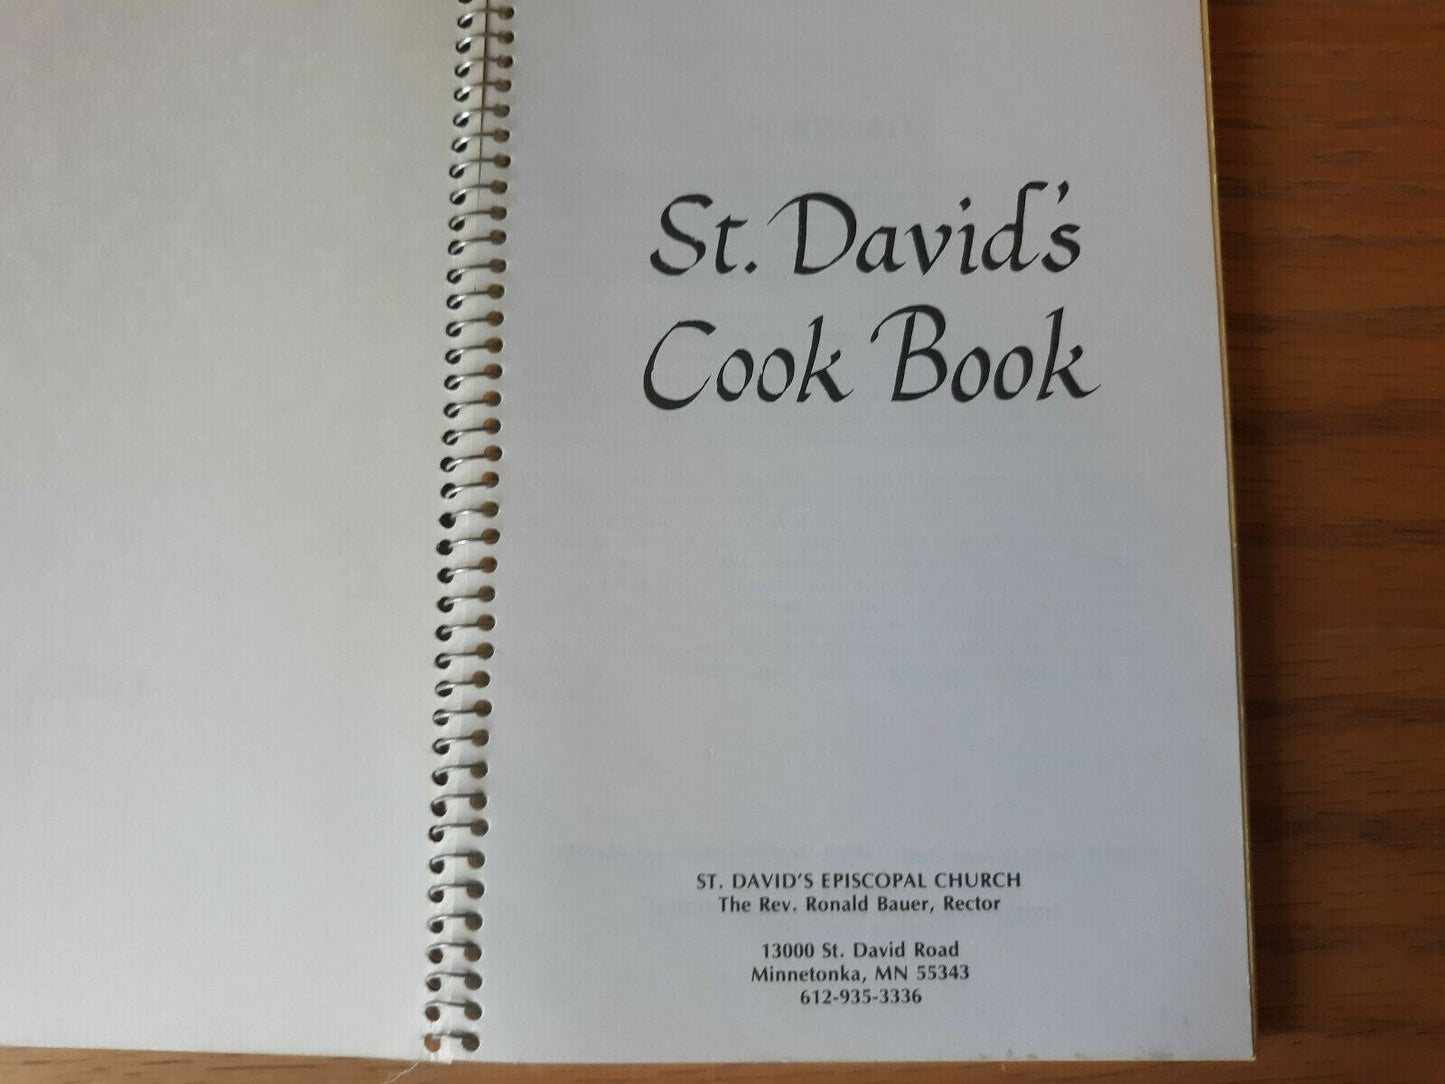 St. David's
Cook Book
ST. DAVID'S EPISCOPAL CHURCH
The Rev. Ronald Bauer, Rector
13000 St. David Road
Minnetonka, MN 55343
612-935-3336